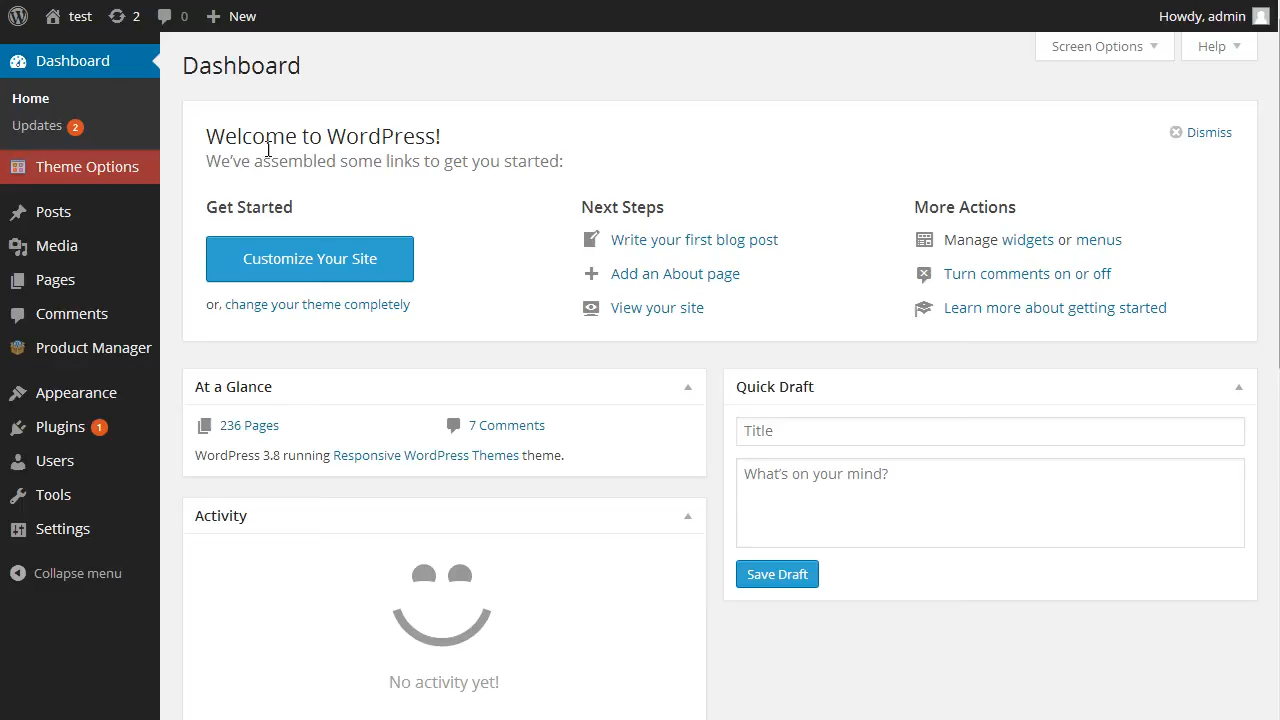 test 2 0 New Howdy, admin
Dashboard
Home
Updates 2
Theme Options
Posts
Media
Pages
Comments
Product Manager
Appearance
Plugins 1
Users
Tools
Settings
Collapse menu
Screen Options Help
Dashboard
Welcome to WordPress!
Dismiss
We've assembled some links to get you started:
Get Started
Customize Your Site
or, change your theme completely
Next Steps
Write your first blog post
Add an About page
View your site
More Actions
Manage widgets or menus
Turn comments on or off
Learn more about getting started
At a Glance
236 Pages 7 Comments
WordPress 3.8 running Responsive WordPress Themes theme.
Activity
No activity yet!
Quick Draft
Title
What's on your mind?
Save Draft